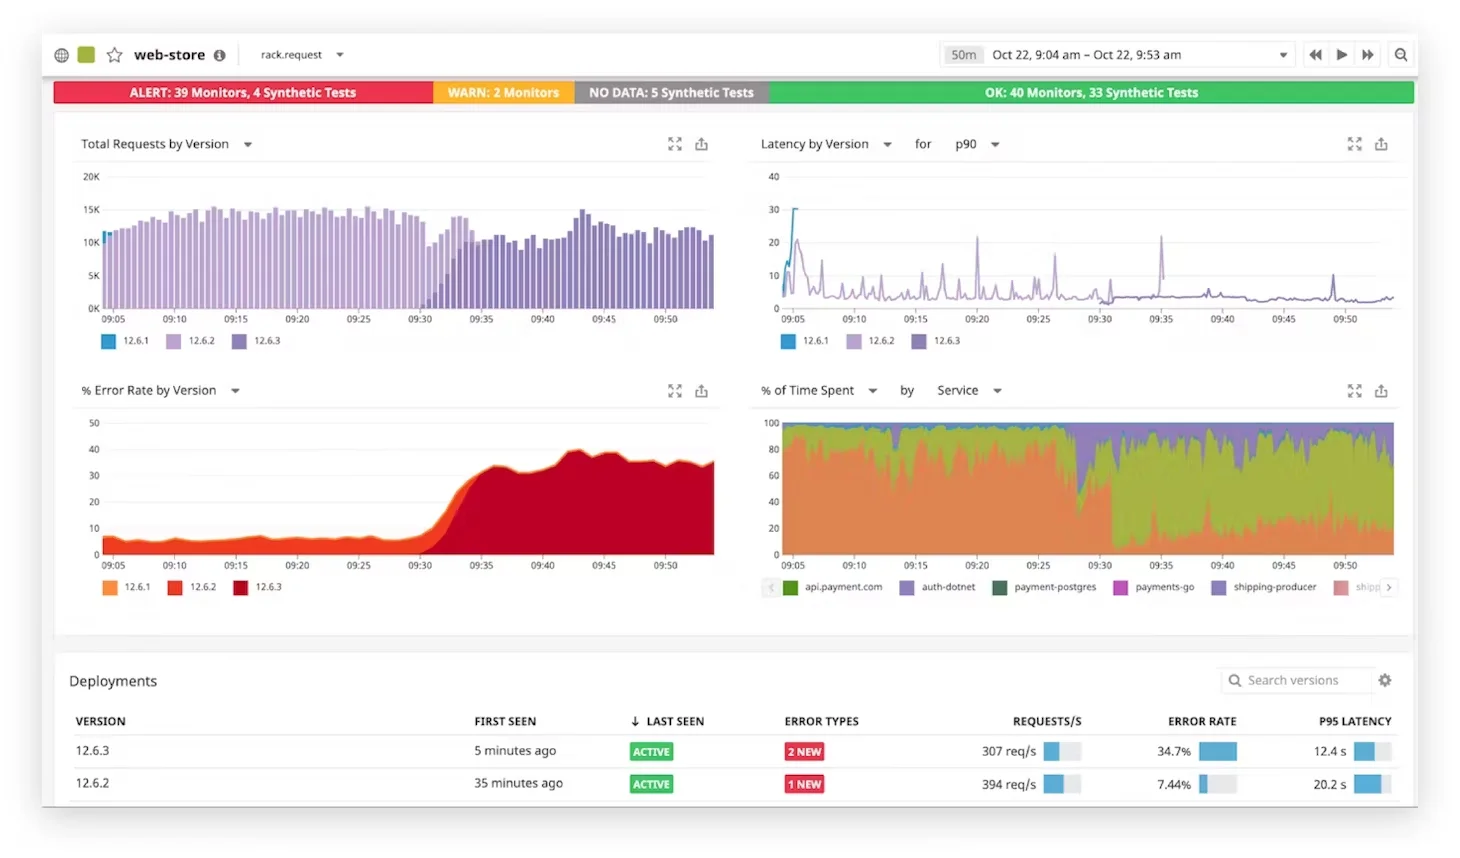 web-store rack.request 50m Oct 22, 9:04 am – Oct 22, 9:53 am
ALERT: 39 Monitors, 4 Synthetic Tests WARN: 2 Monitors NO DATA: 5 Synthetic Tests OK: 40 Monitors, 33 Synthetic Tests
Total Requests by Version
20K
15K
10K
5K
0K
09:05 09:10 09:15 09:20 09:25 09:30 09:35 09:40 09:45 09:50
12.6.1 12.6.2 12.6.3
Latency by Version for p90
40
30
20
10
0
09:05 09:10 09:15 09:20 09:25 09:30 09:35 09:40 09:45 09:50
12.6.1 12.6.2 12.6.3
% Error Rate by Version
50
40
30
20
10
0
09:05 09:10 09:15 09:20 09:25 09:30 09:35 09:40 09:45 09:50
12.6.1 12.6.2 12.6.3
% of Time Spent by Service
100
80
60
40
20
0
09:05 09:10 09:15 09:20 09:25 09:30 09:35 09:40 09:45 09:50
api.payment.com auth-dotnet payment-postgres payments-go shipping-producer shipp
Deployments Search versions
VERSION FIRST SEEN LAST SEEN ERROR TYPES REQUESTS/S ERROR RATE P95 LATENCY
12.6.3 5 minutes ago ACTIVE 2 NEW 307 req/s 34.7% 12.4 s
12.6.2 35 minutes ago ACTIVE 1 NEW 394 req/s 7.44% 20.2 s